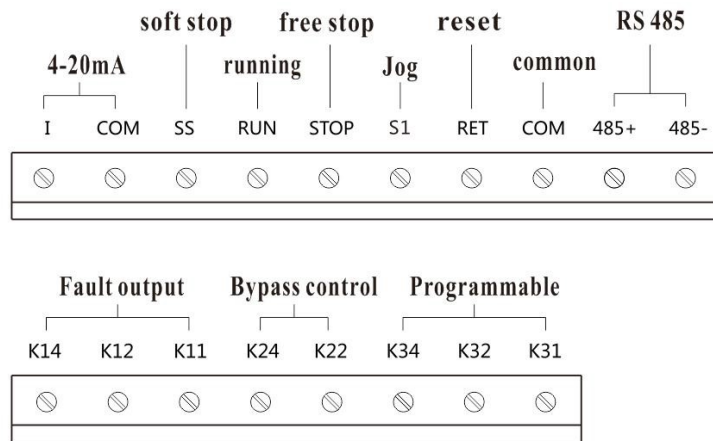 soft stop free stop reset RS 485
4-20mA running Jog common
I COM SS RUN STOP S1 RET COM 485+ 485-
Fault output Bypass control Programmable
K14 K12 K11 K24 K22 K34 K32 K31